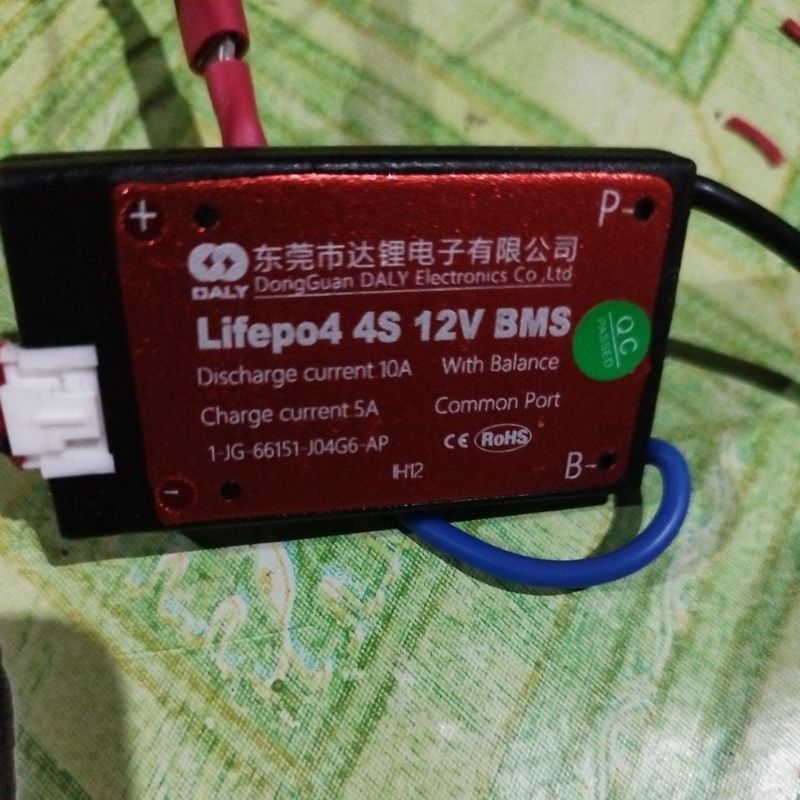 +
P-
DALY
东莞市达锂电子有限公司
DongGuan DALY Electronics Co.,Ltd
Lifepo4 4S 12V BMS
QC
PASSED
Discharge current 10A With Balance
Charge current 5A Common Port
1-JG-66151-J04G6-AP
CE RoHS
IH12
B-
-